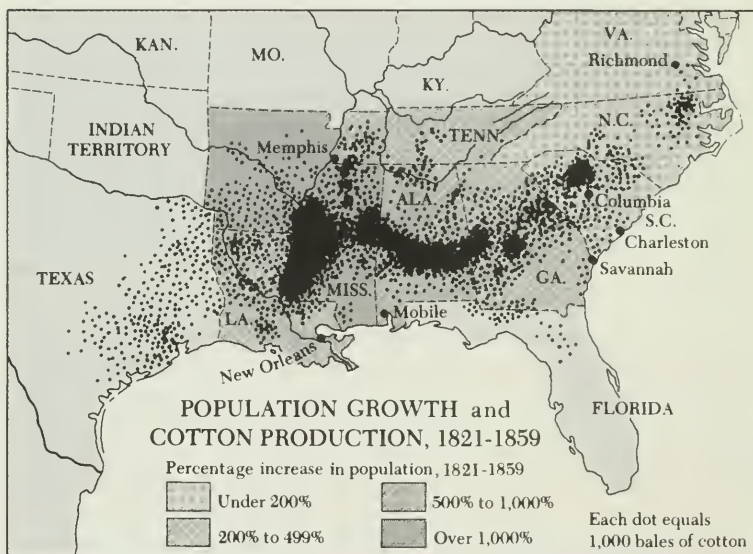 KAN.
MO.
VA.
Richmond
KY.
INDIAN
TERRITORY
TENN.
N.C.
Memphis
ALA.
Columbia
S.C.
Charleston
TEXAS
MISS.
GA.
Savannah
LA.
Mobile
New Orleans
FLORIDA
POPULATION GROWTH and
COTTON PRODUCTION, 1821-1859
Percentage increase in population, 1821-1859
Under 200%
500% to 1,000%
200% to 499%
Over 1,000%
Each dot equals
1,000 bales of cotton